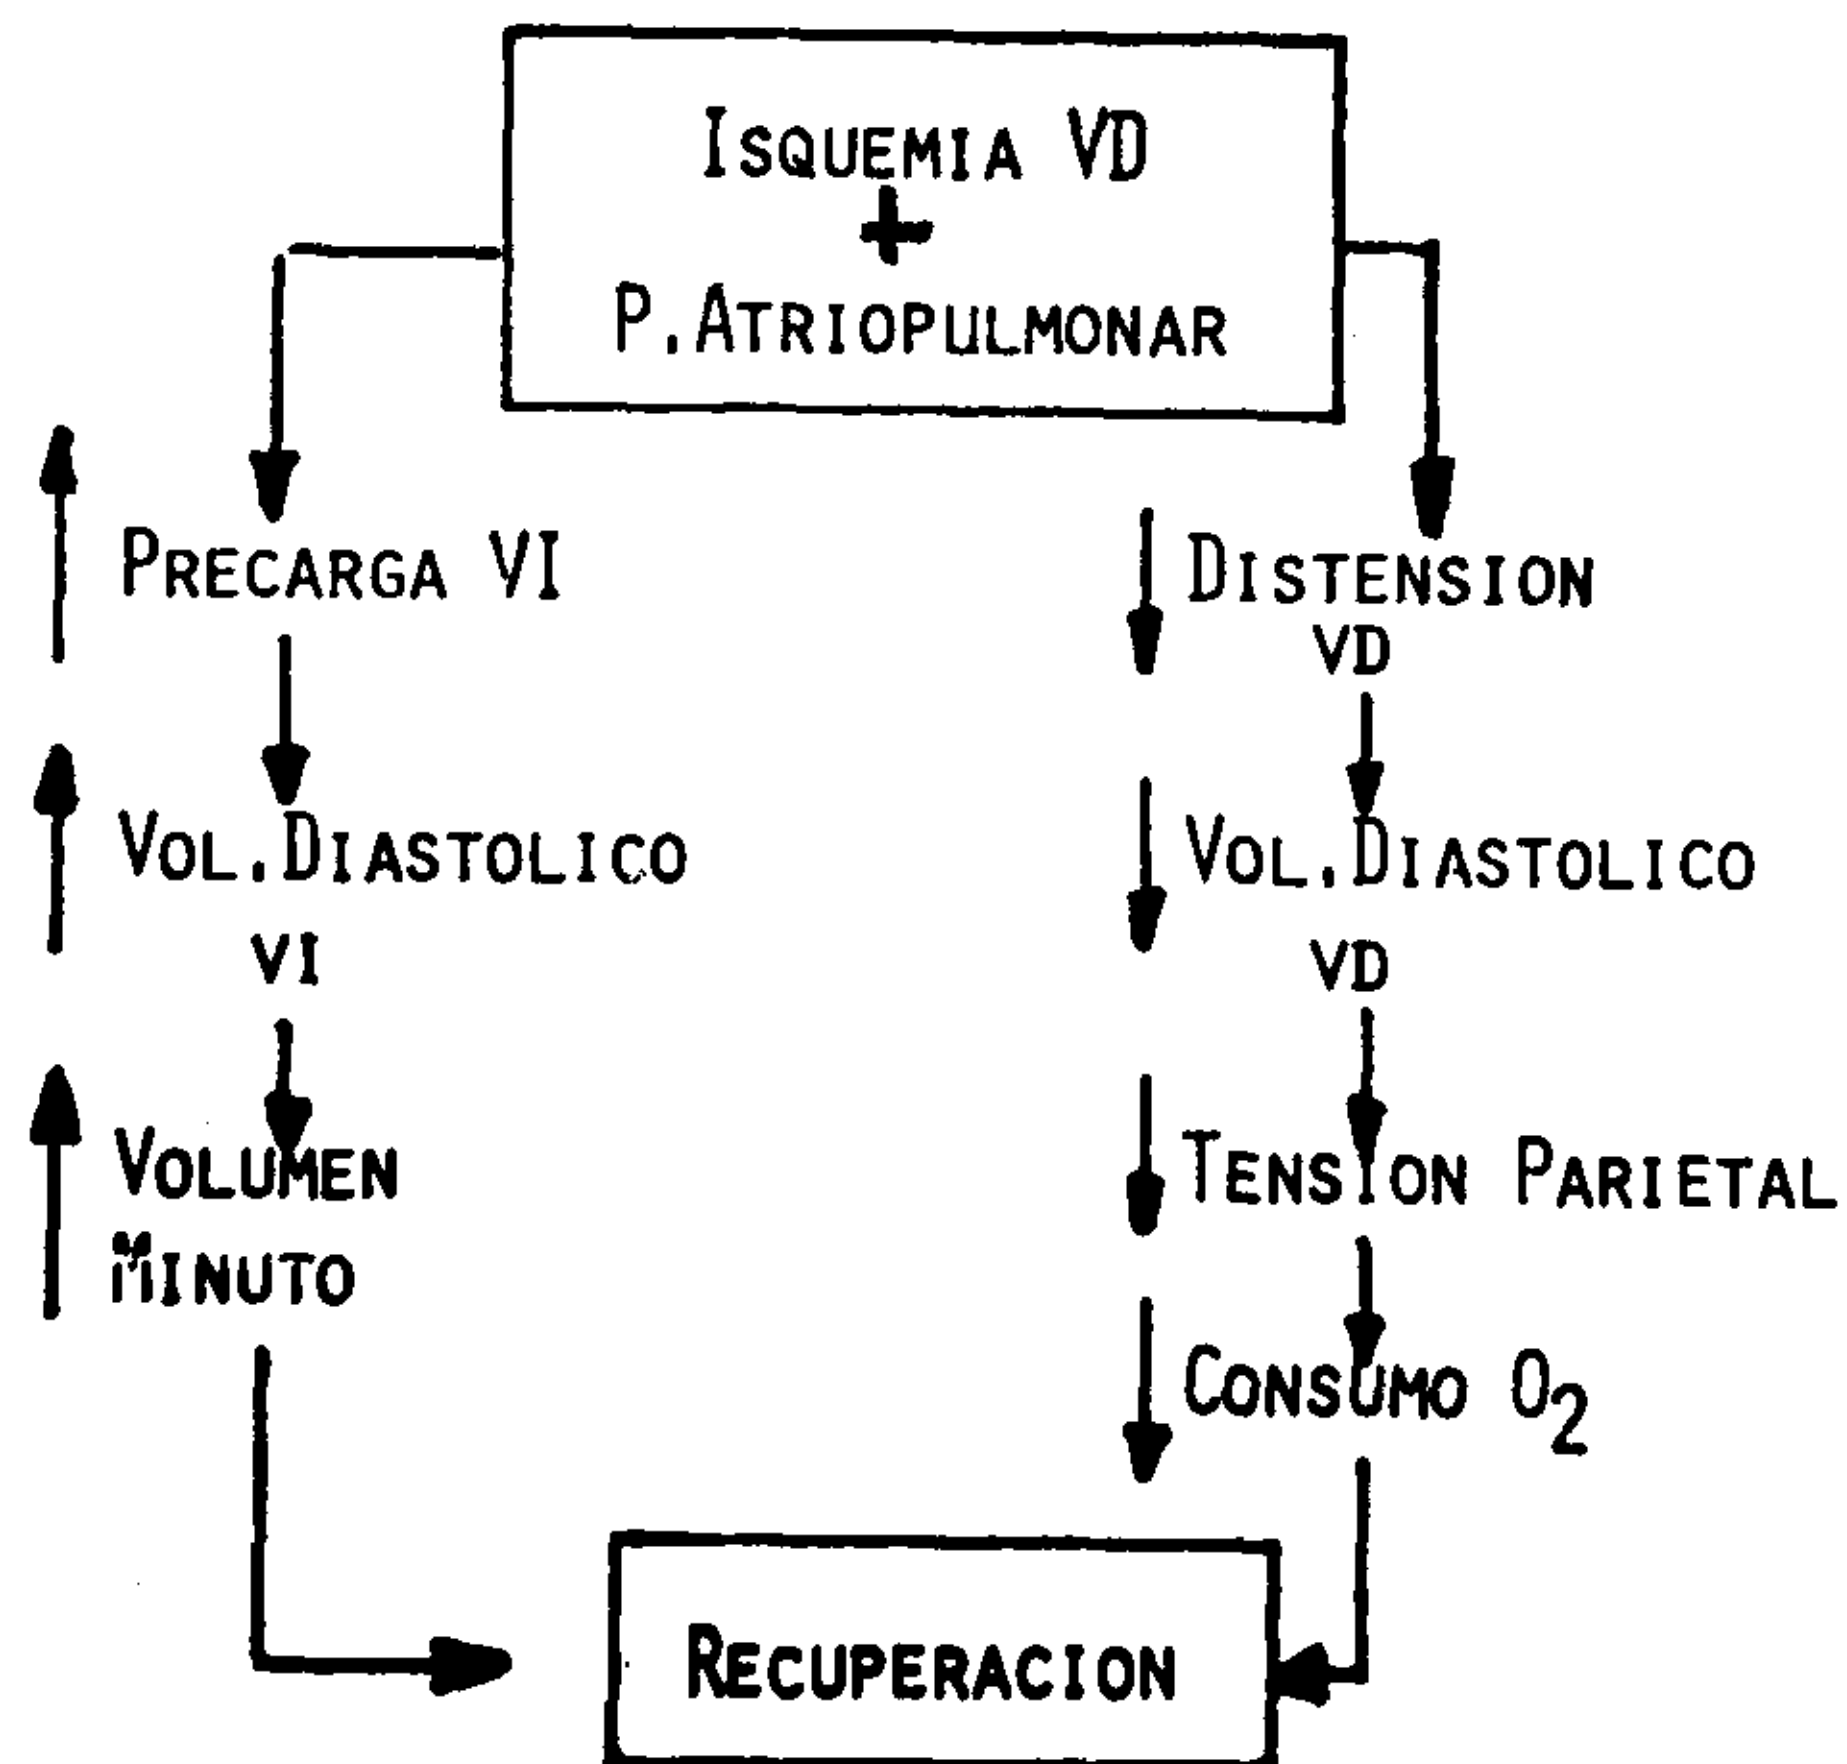 ISQUEMIA VD
+
P.ATRIOPULMONAR
PRECARGA VI
VOL.DIASTOLICO
VI
VOLUMEN
MINUTO
DISTENSION
VD
VOL.DIASTOLICO
VD
TENSION PARIETAL
CONSUMO O2
RECUPERACION